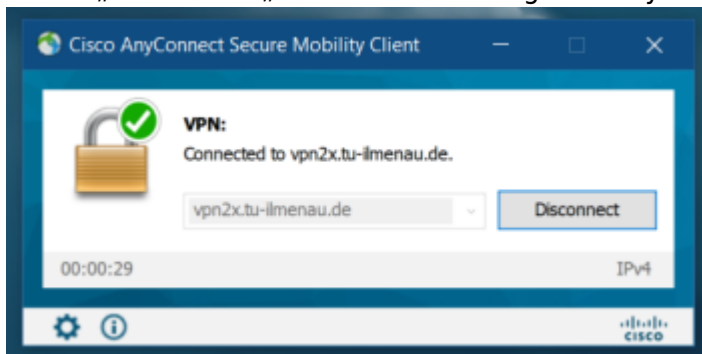 Cisco AnyConnect Secure Mobility Client
VPN:
Connected to vpn2x.tu-ilmenau.de.
vpn2x.tu-ilmenau.de
Disconnect
00:00:29
IPv4
cisco